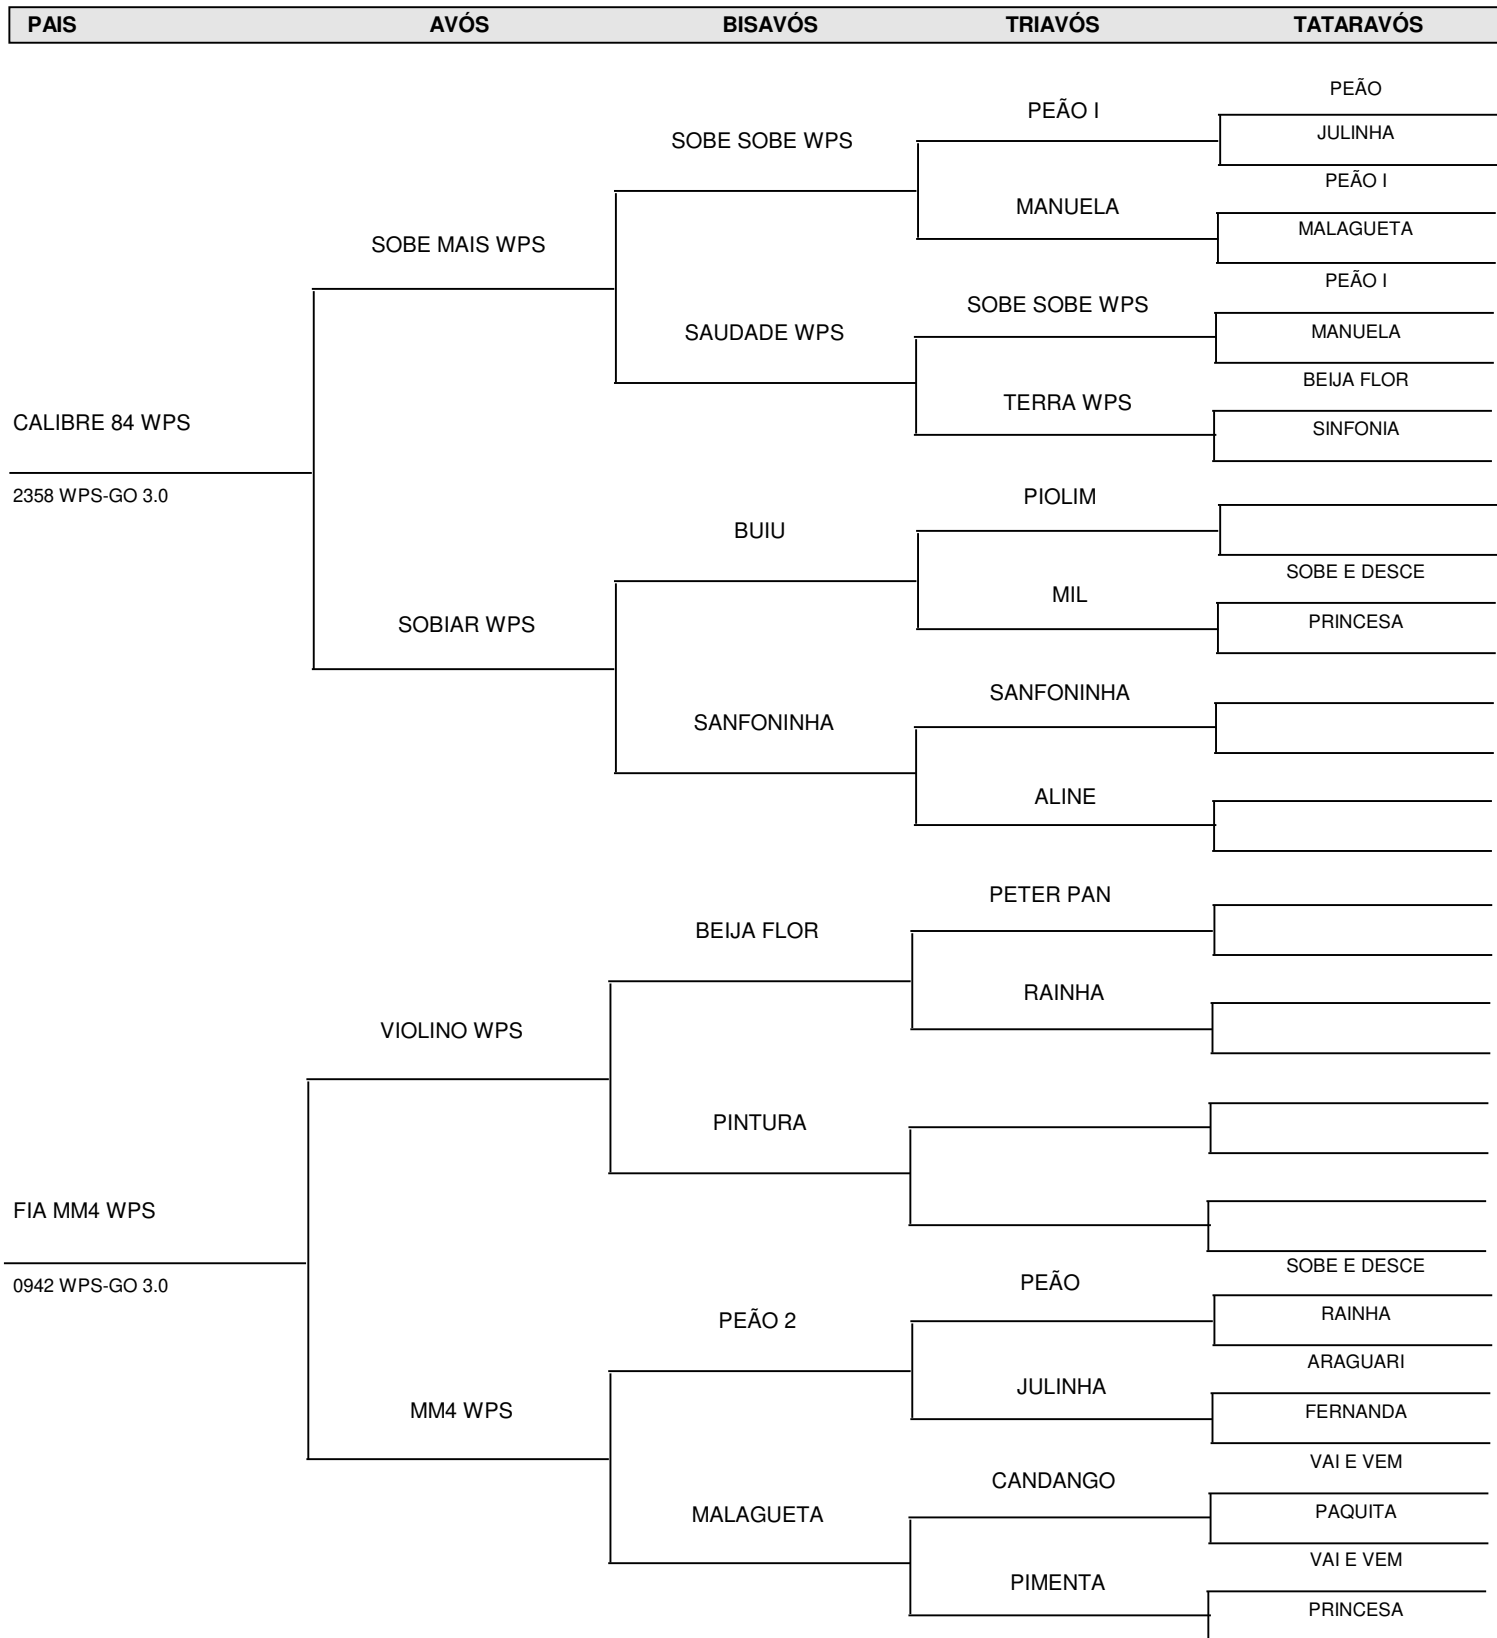 PAIS AVÓS BISAVÓS TRIAVÓS TATARAVÓS
PEÃO
PEÃO I
JULINHA
SOBE SOBE WPS
PEÃO I
MANUELA
MALAGUETA
SOBE MAIS WPS
PEÃO I
SOBE SOBE WPS
SAUDADE WPS
MANUELA
BEIJA FLOR
TERRA WPS
CALIBRE 84 WPS
SINFONIA
2358 WPS-GO 3.0
PIOLIM
BUIU
SOBE E DESCE
MIL
SOBIAR WPS
PRINCESA
SANFONINHA
SANFONINHA
ALINE
PETER PAN
BEIJA FLOR
RAINHA
VIOLINO WPS
PINTURA
FIA MM4 WPS
SOBE E DESCE
0942 WPS-GO 3.0
PEÃO
PEÃO 2
RAINHA
ARAGUARI
JULINHA
MM4 WPS
FERNANDA
VAI E VEM
CANDANGO
MALAGUETA
PAQUITA
VAI E VEM
PIMENTA
PRINCESA